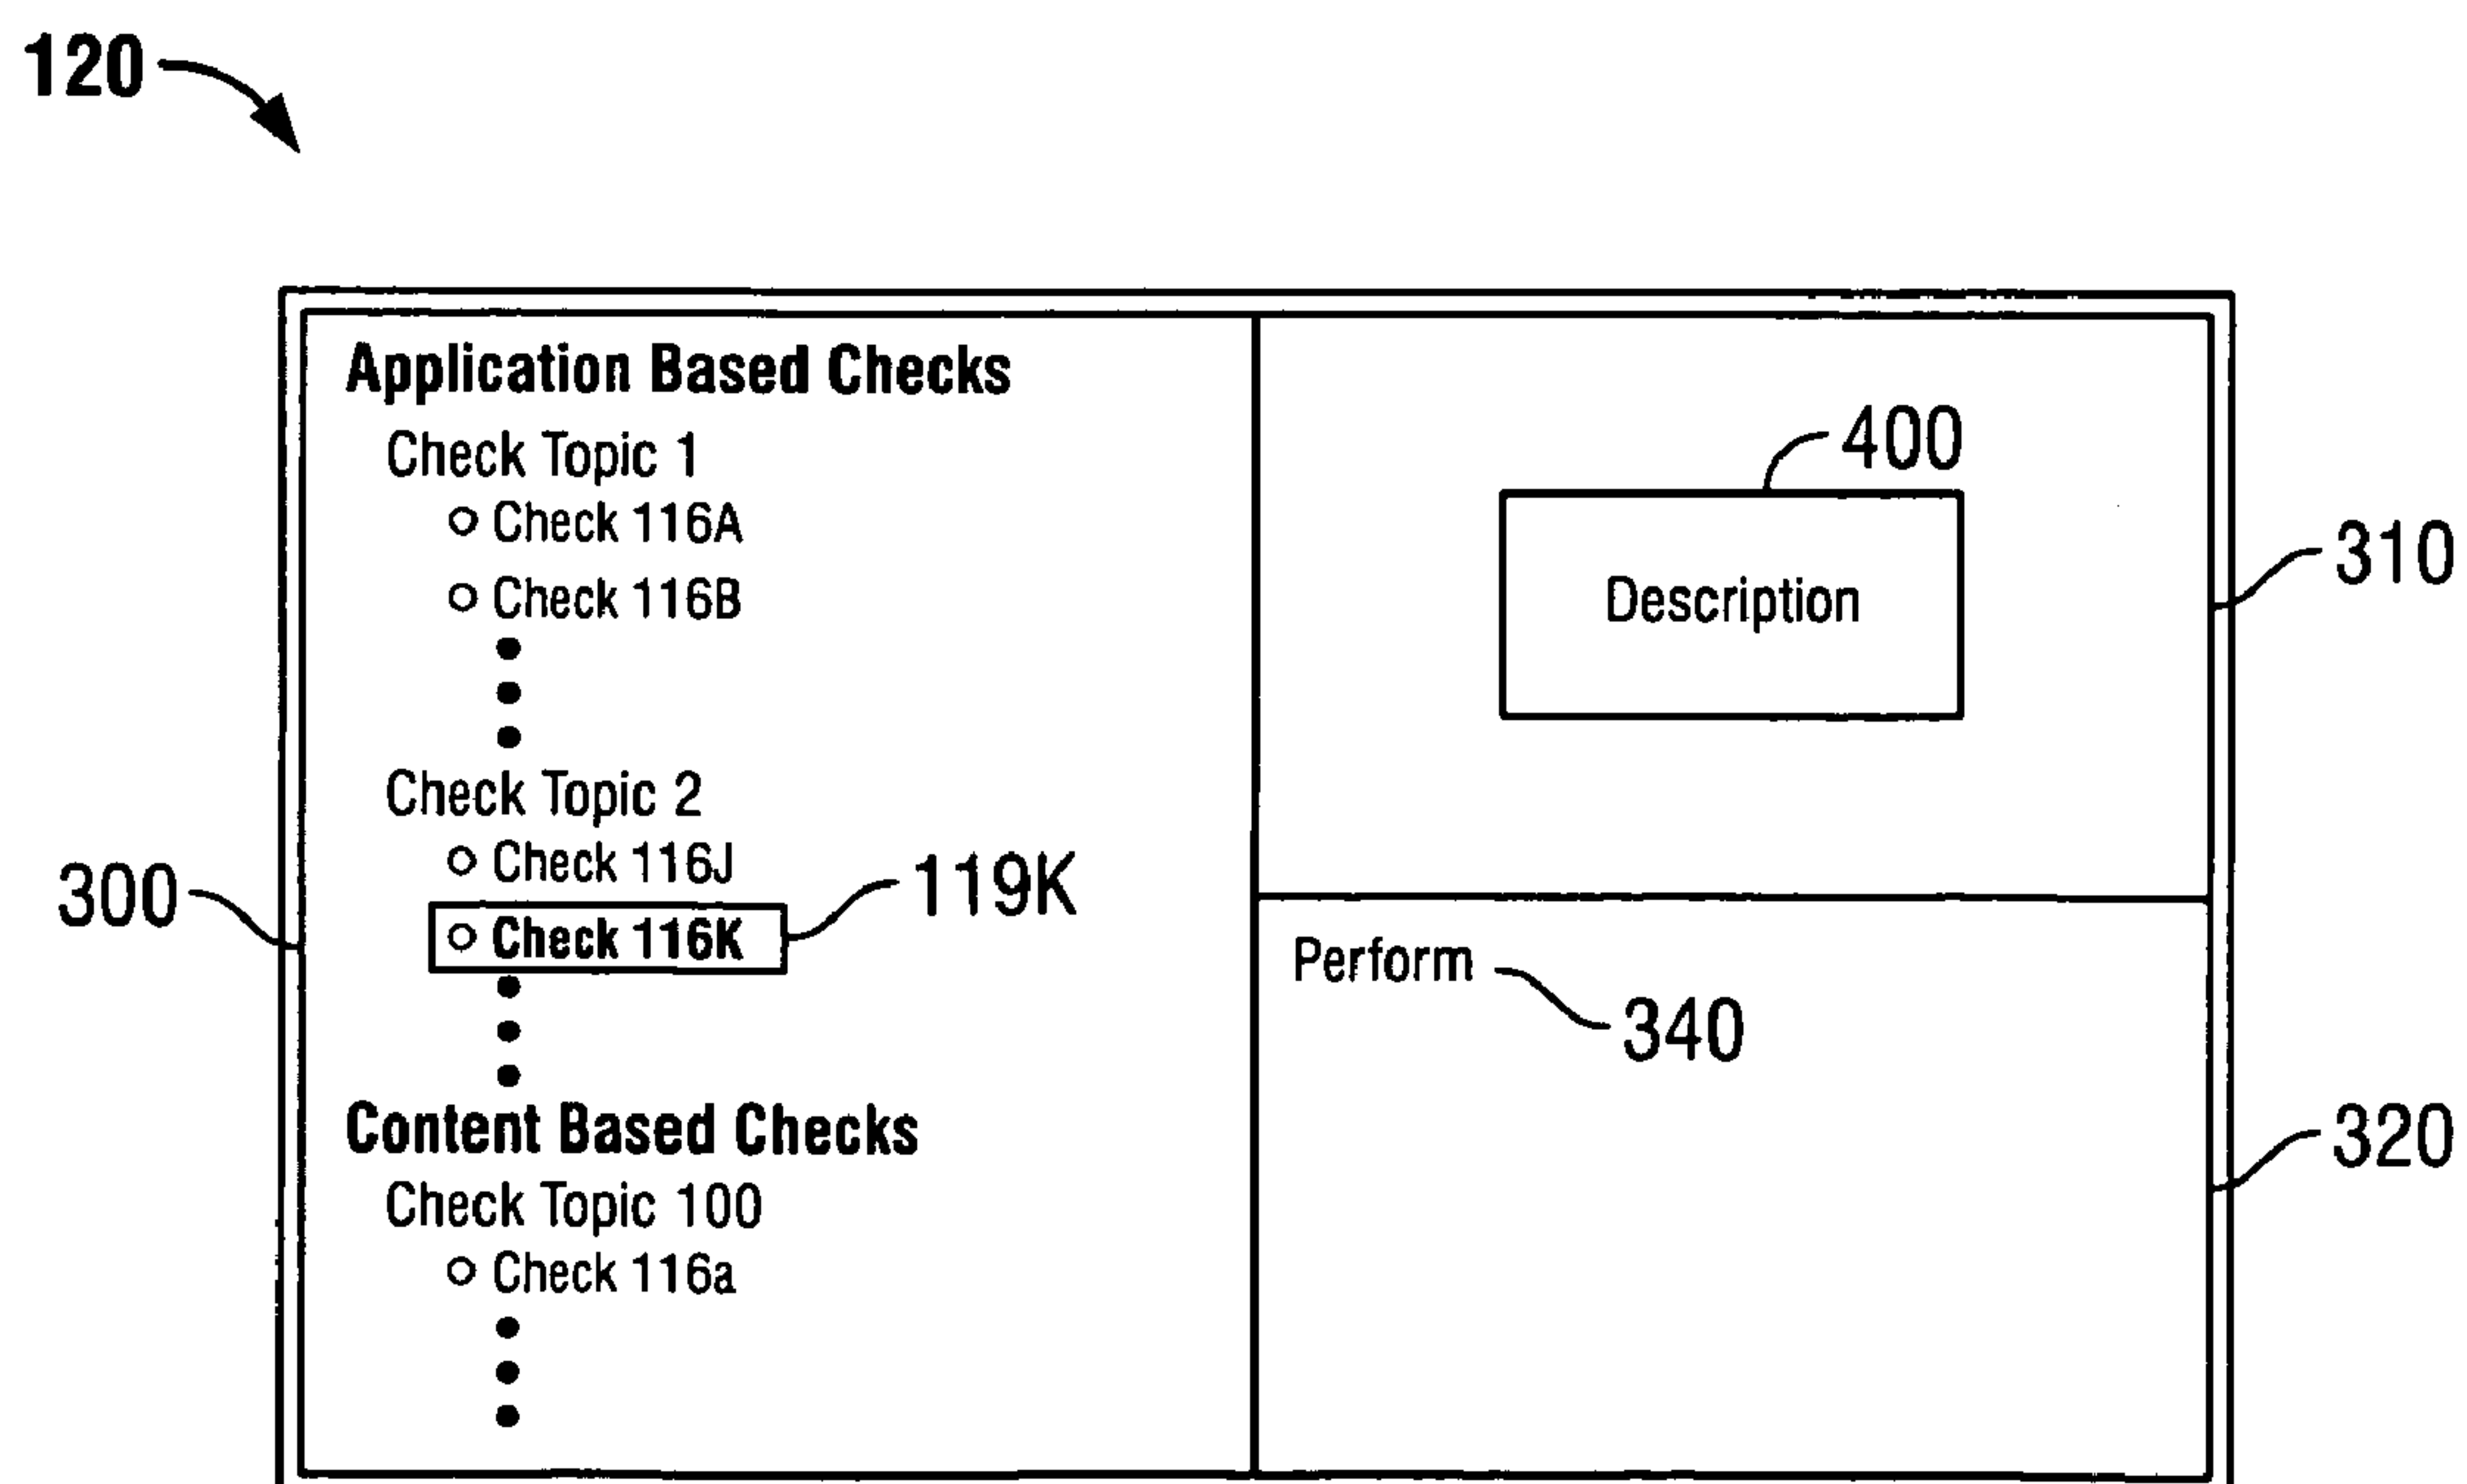 120
Application Based Checks
Check Topic 1
Check 116A
Check 116B
Check Topic 2
Check 116J
Check 116K
119K
300
Content Based Checks
Check Topic 100
Check 116a
400
Description
310
Perform
340
320